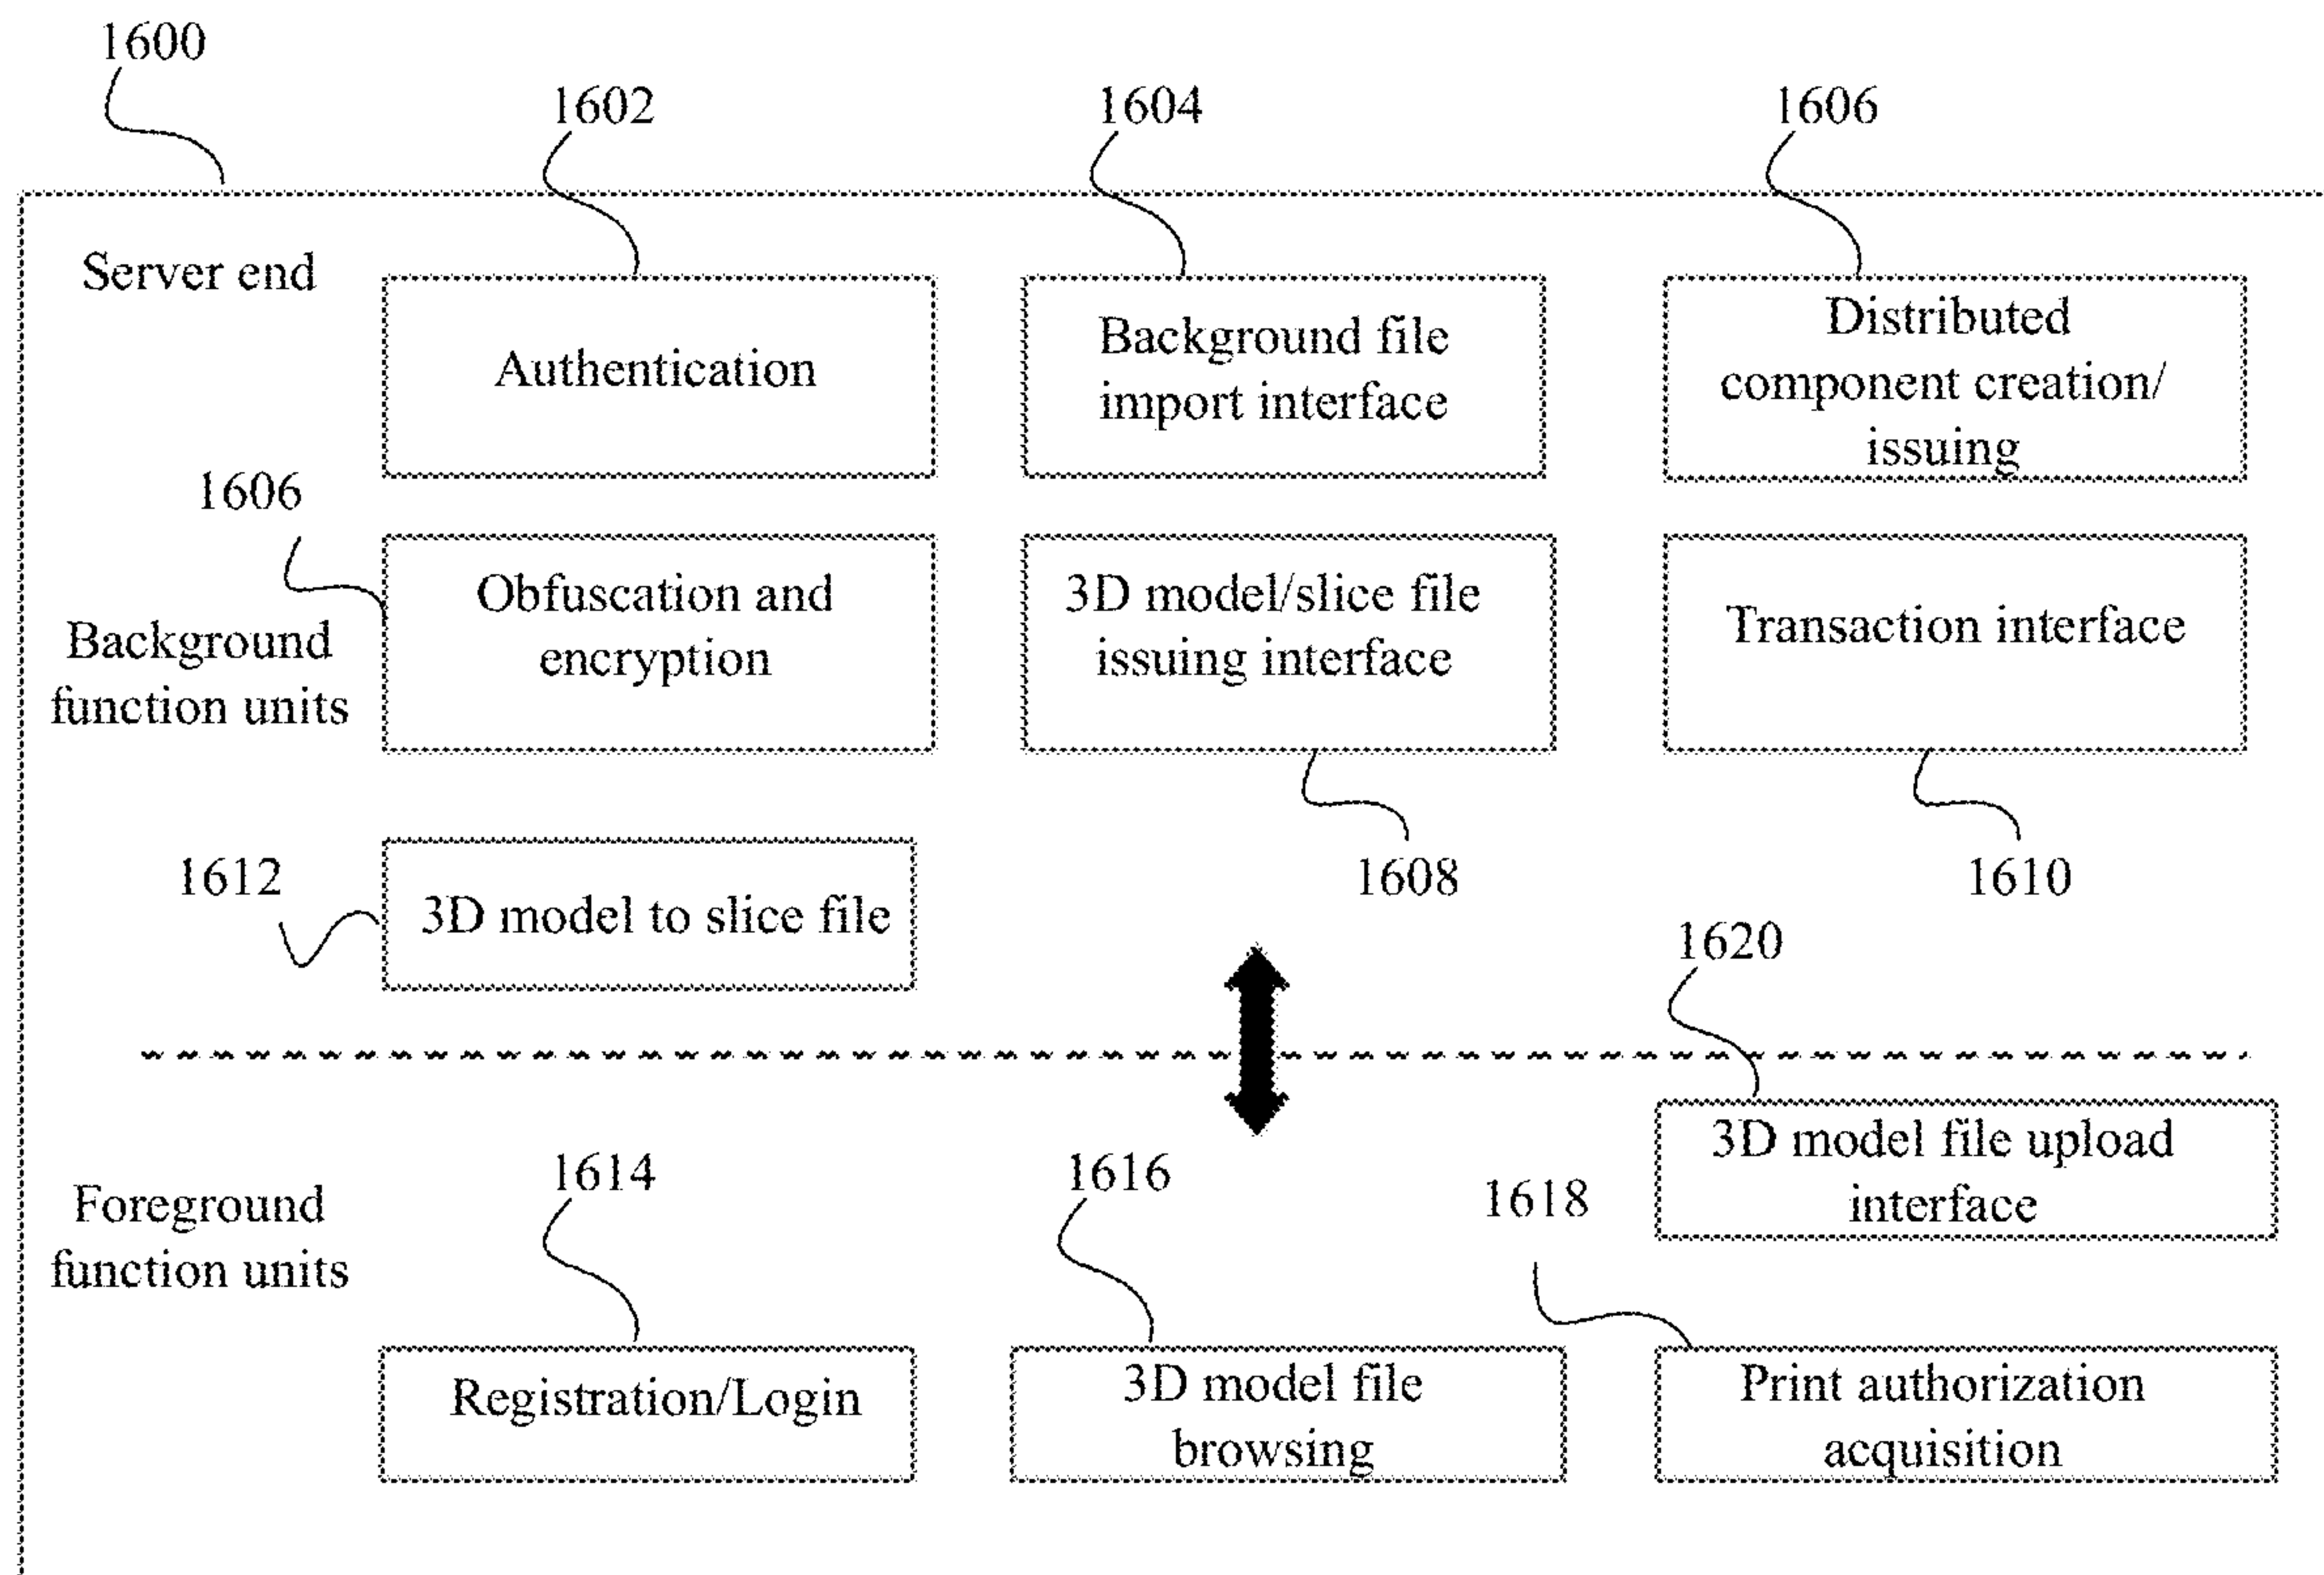 1600
1602
1604
1606
Server end
Authentication
Background file
import interface
Distributed
component creation/
issuing
1606
Background
function units
Obfuscation and
encryption
3D model/slice file
issuing interface
Transaction interface
1612
3D model to slice file
1608
1610
1620
Foreground
function units
1614
1616
1618
3D model file upload
interface
Registration/Login
3D model file
browsing
Print authorization
acquisition